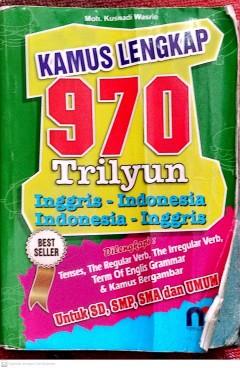 Moh. Kusnadi Wasrie
KAMUS LENGKAP
970
Trilyun
Inggris - Indonesia
Indonesia - Inggris
BEST
SELLER
Dilengkapi :
Tenses, The Regular Verb, The Irregular Verb,
Term Of Englis Grammar
& Kamus Bergambar
Untuk SD, SMP, SMA dan UMUM